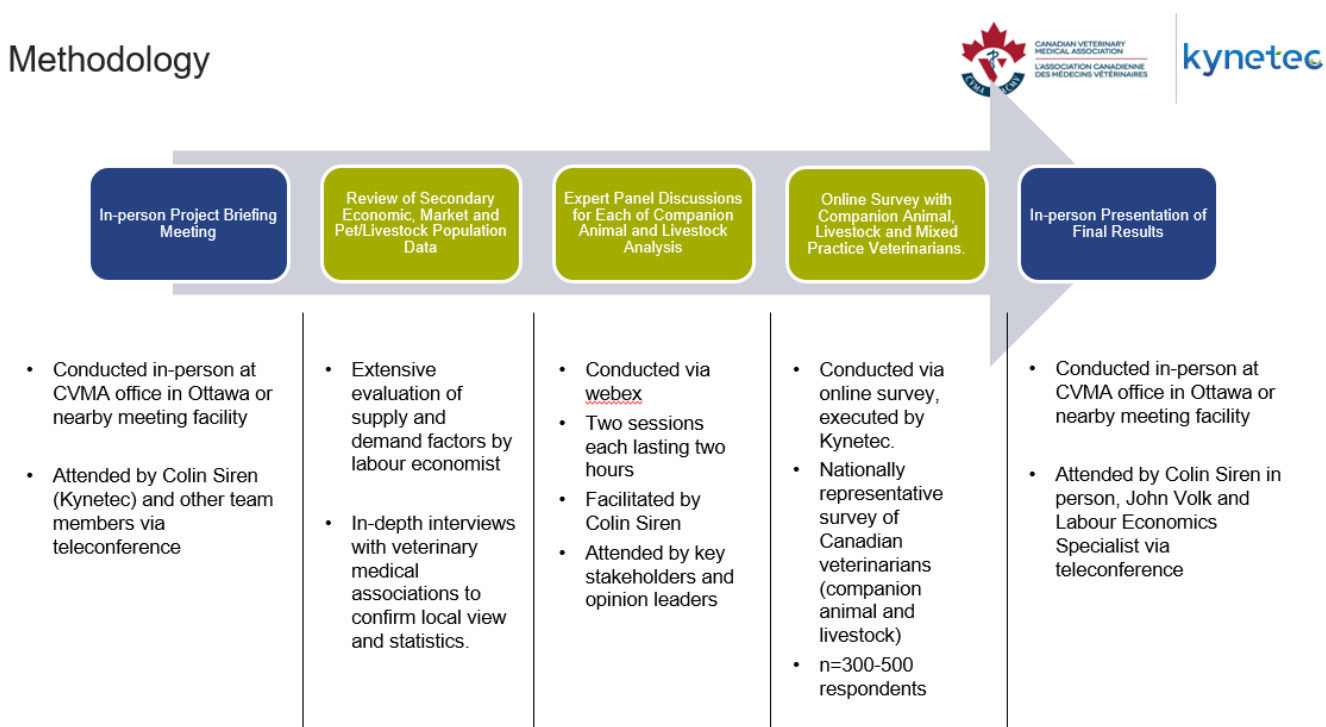 Methodology
CANADIAN VETERINARY
MEDICAL ASSOCIATION
L'ASSOCIATION CANADIENNE
DES MÉDECINS VÉTÉRINAIRES
CVMA
ACMV
kynetec
In-person Project Briefing
Meeting
Review of Secondary
Economic, Market and
Pet/Livestock Population
Data
Expert Panel Discussions
for Each of Companion
Animal and Livestock
Analysis
Online Survey with
Companion Animal,
Livestock and Mixed
Practice Veterinarians.
In-person Presentation of
Final Results
• Conducted in-person at
CVMA office in Ottawa or
nearby meeting facility
• Attended by Colin Siren
(Kynetec) and other team
members via
teleconference
• Extensive
evaluation of
supply and
demand factors by
labour economist
• In-depth interviews
with veterinary
medical
associations to
confirm local view
and statistics.
• Conducted via
webex
• Two sessions
each lasting two
hours
• Facilitated by
Colin Siren
• Attended by key
stakeholders and
opinion leaders
• Conducted via
online survey,
executed by
Kynetec.
• Nationally
representative
survey of
Canadian
veterinarians
(companion
animal and
livestock)
• n=300-500
respondents
• Conducted in-person at
CVMA office in Ottawa or
nearby meeting facility
• Attended by Colin Siren in
person, John Volk and
Labour Economics
Specialist via
teleconference